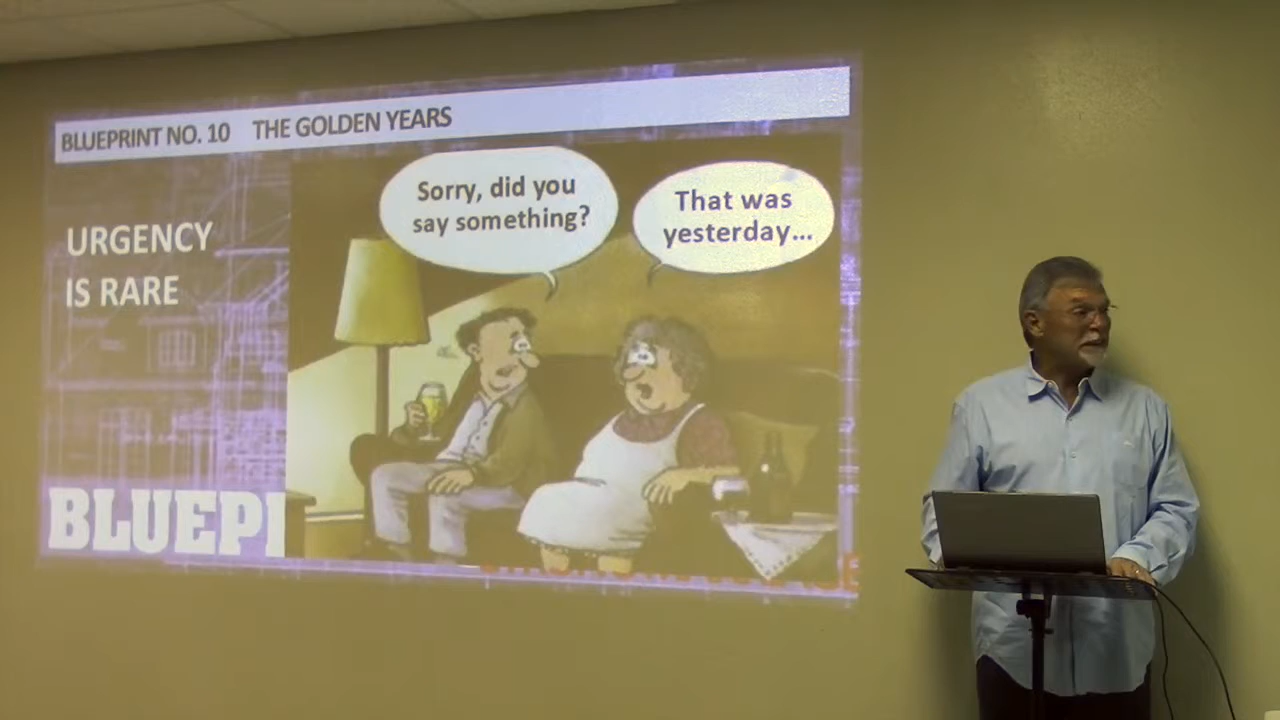 BLUEPRINT NO. 10 THE GOLDEN YEARS
URGENCY
IS RARE
Sorry, did you
say something?
That was
yesterday...
BLUEPI